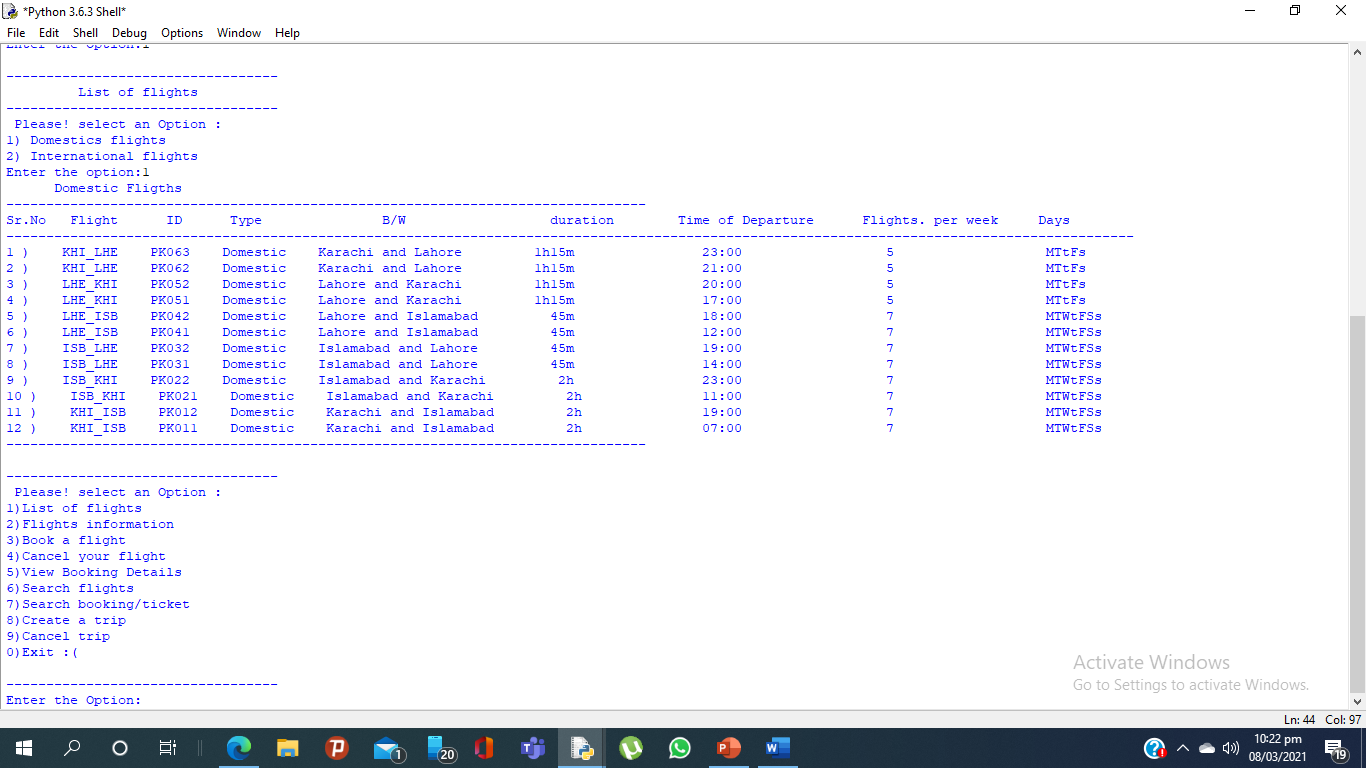 *Python 3.6.3 Shell*
File Edit Shell Debug Options Window Help
Enter the Option:1
----------------------------------
List of flights
----------------------------------
Please! select an Option :
1) Domestics flights
2) International flights
Enter the option:1
Domestic Fligths
--------------------------------------------------------------------------------
Sr.No Flight ID Type B/W duration Time of Departure Flights. per week Days
---------------------------------------------------------------------------------------------------------------------------------------------
1 ) KHI_LHE PK063 Domestic Karachi and Lahore 1h15m 23:00 5 MTtFs
2 ) KHI_LHE PK062 Domestic Karachi and Lahore 1h15m 21:00 5 MTtFs
3 ) LHE_KHI PK052 Domestic Lahore and Karachi 1h15m 20:00 5 MTtFs
4 ) LHE_KHI PK051 Domestic Lahore and Karachi 1h15m 17:00 5 MTtFs
5 ) LHE_ISB PK042 Domestic Lahore and Islamabad 45m 18:00 7 MTWtFSs
6 ) LHE_ISB PK041 Domestic Lahore and Islamabad 45m 12:00 7 MTWtFSs
7 ) ISB_LHE PK032 Domestic Islamabad and Lahore 45m 19:00 7 MTWtFSs
8 ) ISB_LHE PK031 Domestic Islamabad and Lahore 45m 14:00 7 MTWtFSs
9 ) ISB_KHI PK022 Domestic Islamabad and Karachi 2h 23:00 7 MTWtFSs
10 ) ISB_KHI PK021 Domestic Islamabad and Karachi 2h 11:00 7 MTWtFSs
11 ) KHI_ISB PK012 Domestic Karachi and Islamabad 2h 19:00 7 MTWtFSs
12 ) KHI_ISB PK011 Domestic Karachi and Islamabad 2h 07:00 7 MTWtFSs
--------------------------------------------------------------------------------
----------------------------------
Please! select an Option :
1)List of flights
2)Flights information
3)Book a flight
4)Cancel your flight
5)View Booking Details
6)Search flights
7)Search booking/ticket
8)Create a trip
9)Cancel trip
0)Exit :(
----------------------------------
Enter the Option:
Activate Windows
Go to Settings to activate Windows.
Ln: 44 Col: 97
1
20
10:22 pm
08/03/2021
19